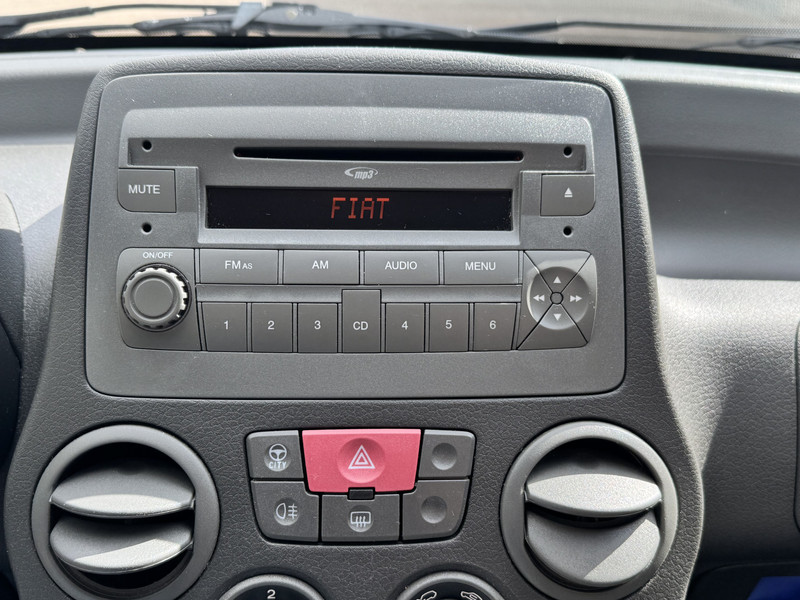 mp3
MUTE
FIAT
ON/OFF
FM AS AM AUDIO MENU
1 2 3 CD 4 5 6
CITY
2